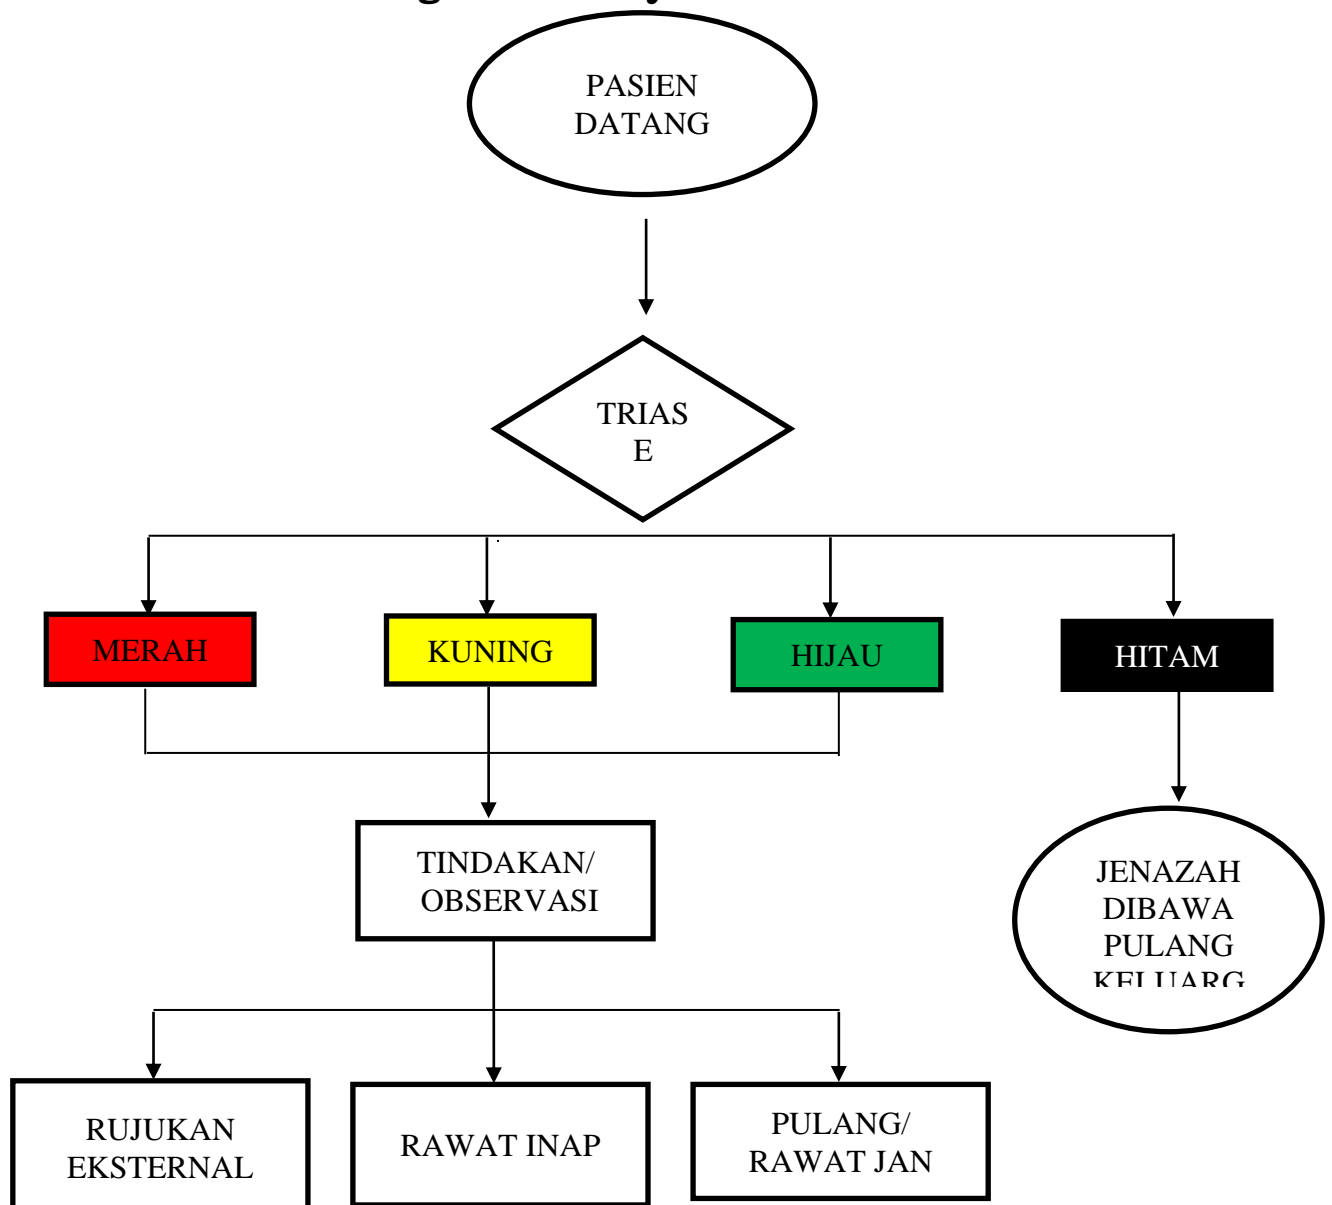 PASIEN
DATANG
TRIAS
E
MERAH
KUNING
HIJAU
HITAM
TINDAKAN/
OBSERVASI
JENAZAH
DIBAWA
PULANG
KELUARG
RUJUKAN
EKSTERNAL
RAWAT INAP
PULANG/
RAWAT JAN